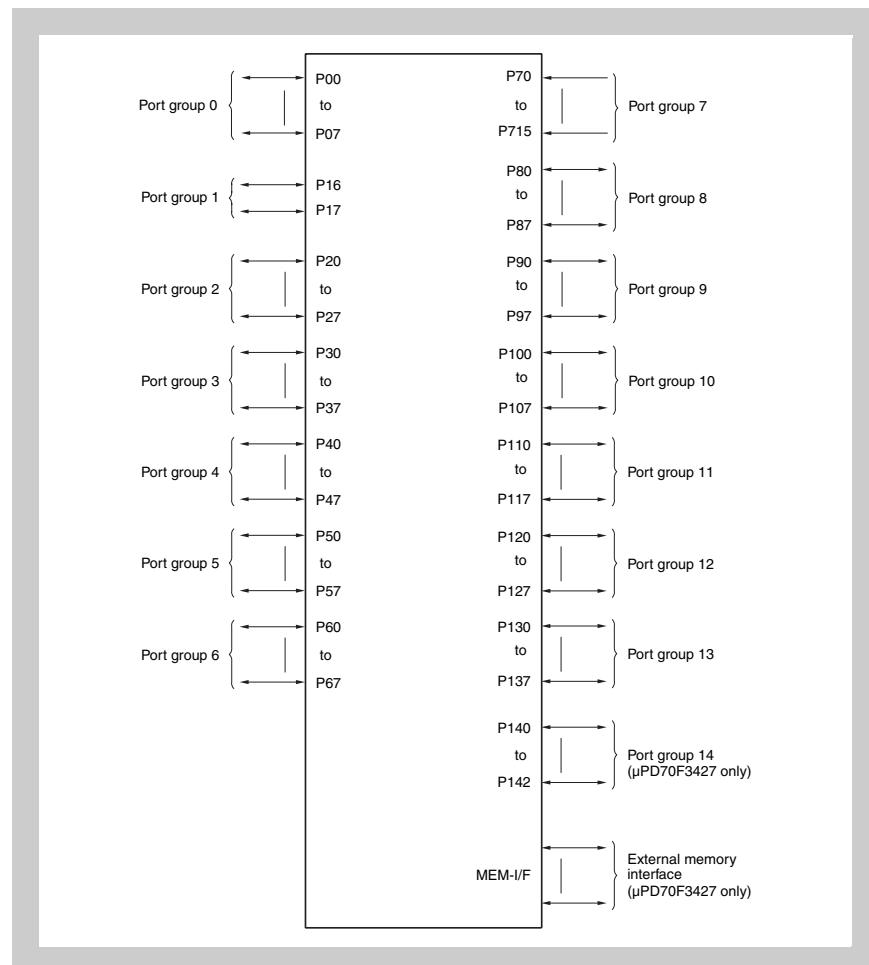 Port group 0
P00
to
P07
Port group 1
P16
P17
Port group 2
P20
to
P27
Port group 3
P30
to
P37
Port group 4
P40
to
P47
Port group 5
P50
to
P57
Port group 6
P60
to
P67
P70
to
P715
Port group 7
P80
to
P87
Port group 8
P90
to
P97
Port group 9
P100
to
P107
Port group 10
P110
to
P117
Port group 11
P120
to
P127
Port group 12
P130
to
P137
Port group 13
P140
to
P142
Port group 14
(µPD70F3427 only)
MEM-I/F
External memory
interface
(µPD70F3427 only)